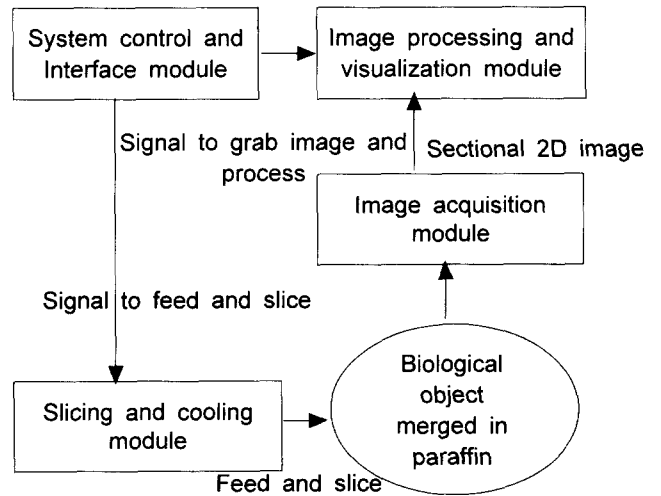 System control and
Interface module
Image processing and
visualization module
Signal to grab image and
process
Sectional 2D image
Image acquisition
module
Signal to feed and slice
Biological
object
merged in
paraffin
Slicing and cooling
module
Feed and slice